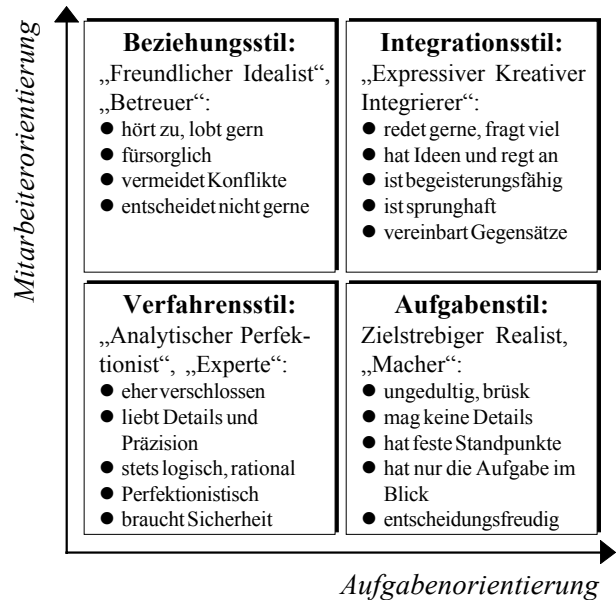 Mitarbeiterorientierung
Beziehungsstil:
„Freundlicher Idealist“,
„Betreuer“:
● hört zu, lobt gern
● fürsorglich
● vermeidet Konflikte
● entscheidet nicht gerne
Integrationsstil:
„Expressiver Kreativer
Integrierer“:
● redet gerne, fragt viel
● hat Ideen und regt an
● ist begeisterungsfähig
● ist sprunghaft
● vereinbart Gegensätze
Verfahrensstil:
„Analytischer Perfek-
tionist“, „Experte“:
● eher verschlossen
● liebt Details und
Präzision
● stets logisch, rational
● Perfektionistisch
● braucht Sicherheit
Aufgabenstil:
Zielstrebiger Realist,
„Macher“:
● ungedultig, brüsk
● mag keine Details
● hat feste Standpunkte
● hat nur die Aufgabe im
Blick
● entscheidungsfreudig
Aufgabenorientierung